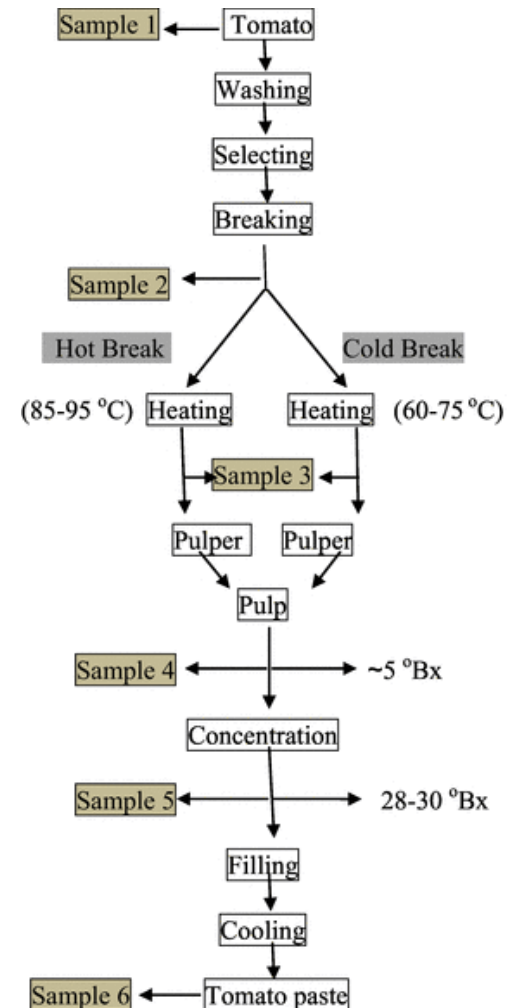 Sample 1 Tomato
Washing
Selecting
Breaking
Sample 2
Hot Break Cold Break
(85-95 °C) Heating Heating (60-75 °C)
Sample 3
Pulper Pulper
Pulp
Sample 4 ~5 °Bx
Concentration
Sample 5 28-30 °Bx
Filling
Cooling
Sample 6 Tomato paste